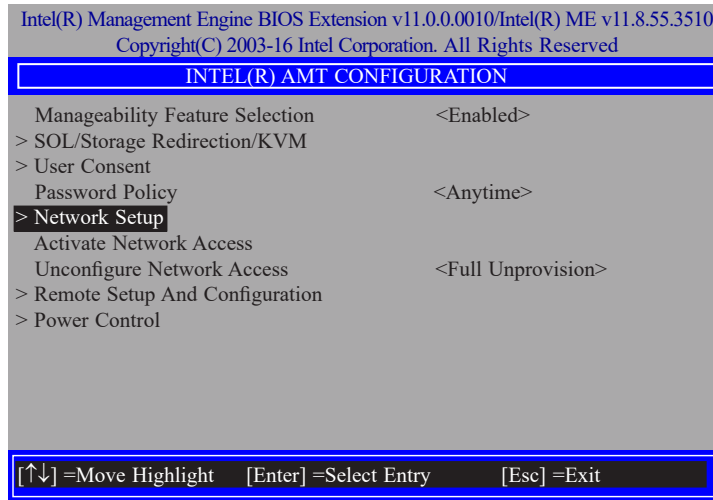 Intel(R) Management Engine BIOS Extension v11.0.0.0010/Intel(R) ME v11.8.55.3510
Copyright(C) 2003-16 Intel Corporation. All Rights Reserved
INTEL(R) AMT CONFIGURATION
Manageability Feature Selection <Enabled>
> SOL/Storage Redirection/KVM
> User Consent
Password Policy <Anytime>
> Network Setup
Activate Network Access
Unconfigure Network Access <Full Unprovision>
> Remote Setup And Configuration
> Power Control
[↑↓] =Move Highlight [Enter] =Select Entry [Esc] =Exit